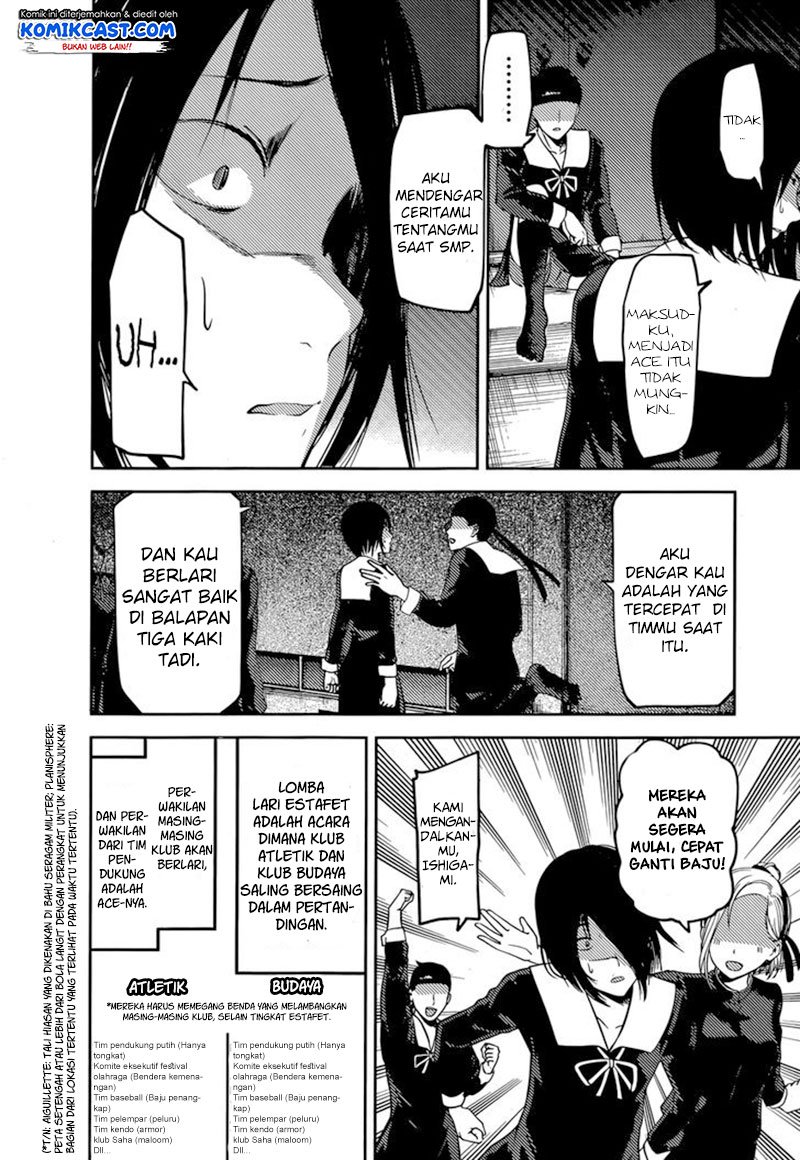 Komik ini diterjemahkan & diedit oleh
KOMIKCAST.COM
BUKAN WEB LAIN!!
TIDAK
...
MAKSUD-
KU,
MENJADI
ACE ITU
TIDAK
MUNG-
KIN...
........
AKU
MENDENGAR
CERITAMU
TENTANGMU
SAAT SMP.
UH...
AKU
DENGAR KAU
ADALAH YANG
TERCEPAT DI
TIMMU SAAT
ITU.
DAN KAU
BERLARI
SANGAT BAIK
DI BALAPAN
TIGA KAKI
TADI.
MEREKA
AKAN
SEGERA
MULAI, CEPAT
GANTI BAJU!
KAMI
MENGAN-
DALKAN-
MU,
ISHIGA-
MI.
LOMBA
LARI ESTAFET
ADALAH ACARA
DIMANA KLUB
ATLETIK DAN
KLUB BUDAYA
SALING BERSAING
DALAM PERTAN-
DINGAN.
PER-
WAKILAN
MASING-
MASING
KLUB AKAN
BERLARI,
DAN PER-
WAKILAN
DARI TIM
PEN-
DUKUNG
ADALAH
ACE-NYA.
ATLETIK
BUDAYA
*MEREKA HARUS MEMEGANG BENDA YANG MELAMBANGKAN
MASING-MASING KLUB, SELAIN TINGKAT ESTAFET.
Tim pendukung putih (Hanya
tongkat)
Komite eksekutif festival
olahraga (Bendera kemena-
ngan)
Tim baseball (Baju penang-
kap)
Tim pelempar (peluru)
Tim kendo (armor)
klub Saha (maloom)
Dll...
Tim pendukung putih (Hanya
tongkat)
Komite eksekutif festival
olahraga (Bendera kemena-
ngan)
Tim baseball (Baju penang-
kap)
Tim pelempar (peluru)
Tim kendo (armor)
klub Saha (maloom)
Dll...
(*T/N: AIGUILLETTE: TALI HIASAN YANG DIKENAKAN DI BAHU SERAGAM MILITER; PLANISPHERE:
PETA SETENGAH ATAU LEBIH DARI BOLA LANGIT DENGAN PERANGKAT UNTUK MENUNJUKKAN
BAGIAN DARI LOKASI TERTENTU YANG TERLIHAT PADA WAKTU TERTENTU).